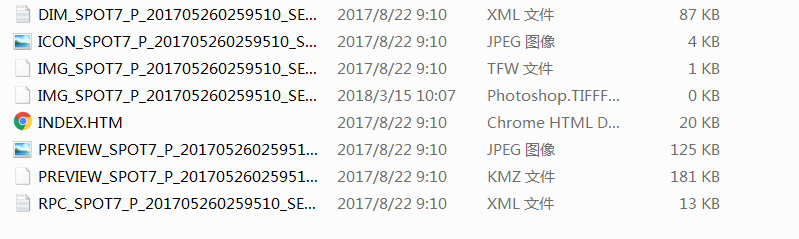 DIM_SPOT7_P_201705260259510_SE... 2017/8/22 9:10 XML 文件 87 KB
ICON_SPOT7_P_201705260259510_S... 2017/8/22 9:10 JPEG 图像 4 KB
IMG_SPOT7_P_201705260259510_SE... 2017/8/22 9:10 TFW 文件 1 KB
IMG_SPOT7_P_201705260259510_SE... 2018/3/15 10:07 Photoshop.TIFFF... 0 KB
INDEX.HTM 2017/8/22 9:10 Chrome HTML D... 20 KB
PREVIEW_SPOT7_P_20170526025951... 2017/8/22 9:10 JPEG 图像 125 KB
PREVIEW_SPOT7_P_20170526025951... 2017/8/22 9:10 KMZ 文件 181 KB
RPC_SPOT7_P_201705260259510_SE... 2017/8/22 9:10 XML 文件 13 KB